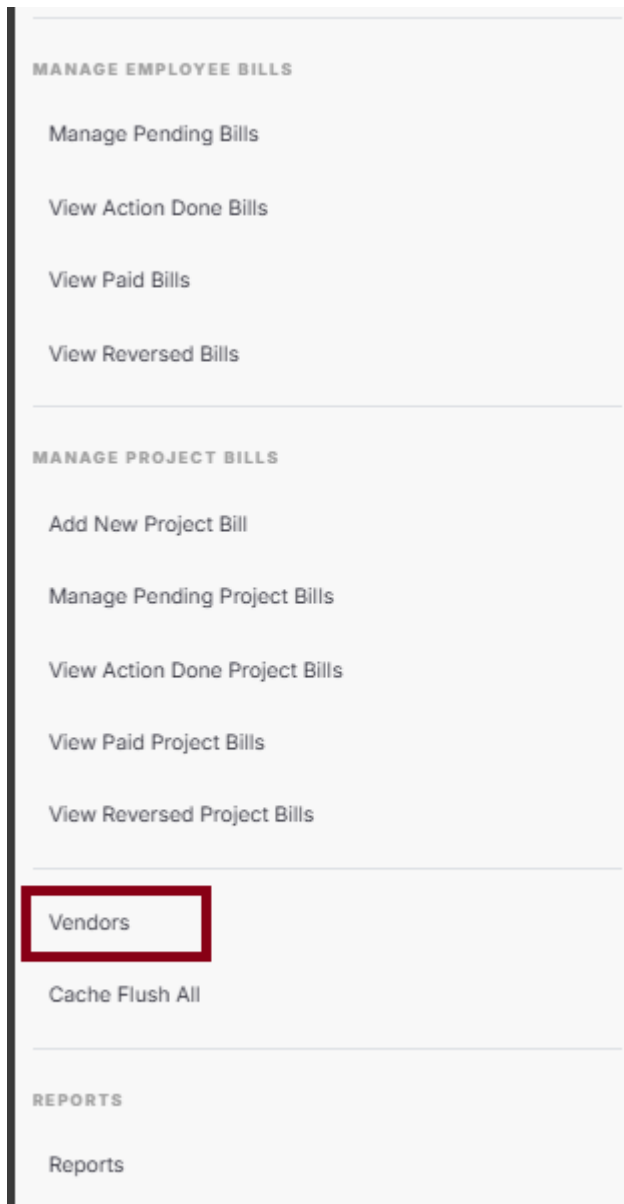 MANAGE EMPLOYEE BILLS
Manage Pending Bills
View Action Done Bills
View Paid Bills
View Reversed Bills
MANAGE PROJECT BILLS
Add New Project Bill
Manage Pending Project Bills
View Action Done Project Bills
View Paid Project Bills
View Reversed Project Bills
Vendors
Cache Flush All
REPORTS
Reports